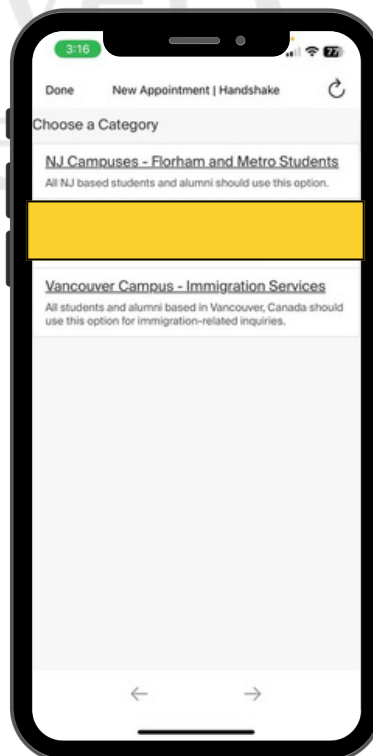 3:16
77
Done New Appointment | Handshake
Choose a Category
NJ Campuses - Florham and Metro Students
All NJ based students and alumni should use this option.
Vancouver Campus - Immigration Services
All students and alumni based in Vancouver, Canada should
use this option for immigration-related inquiries.